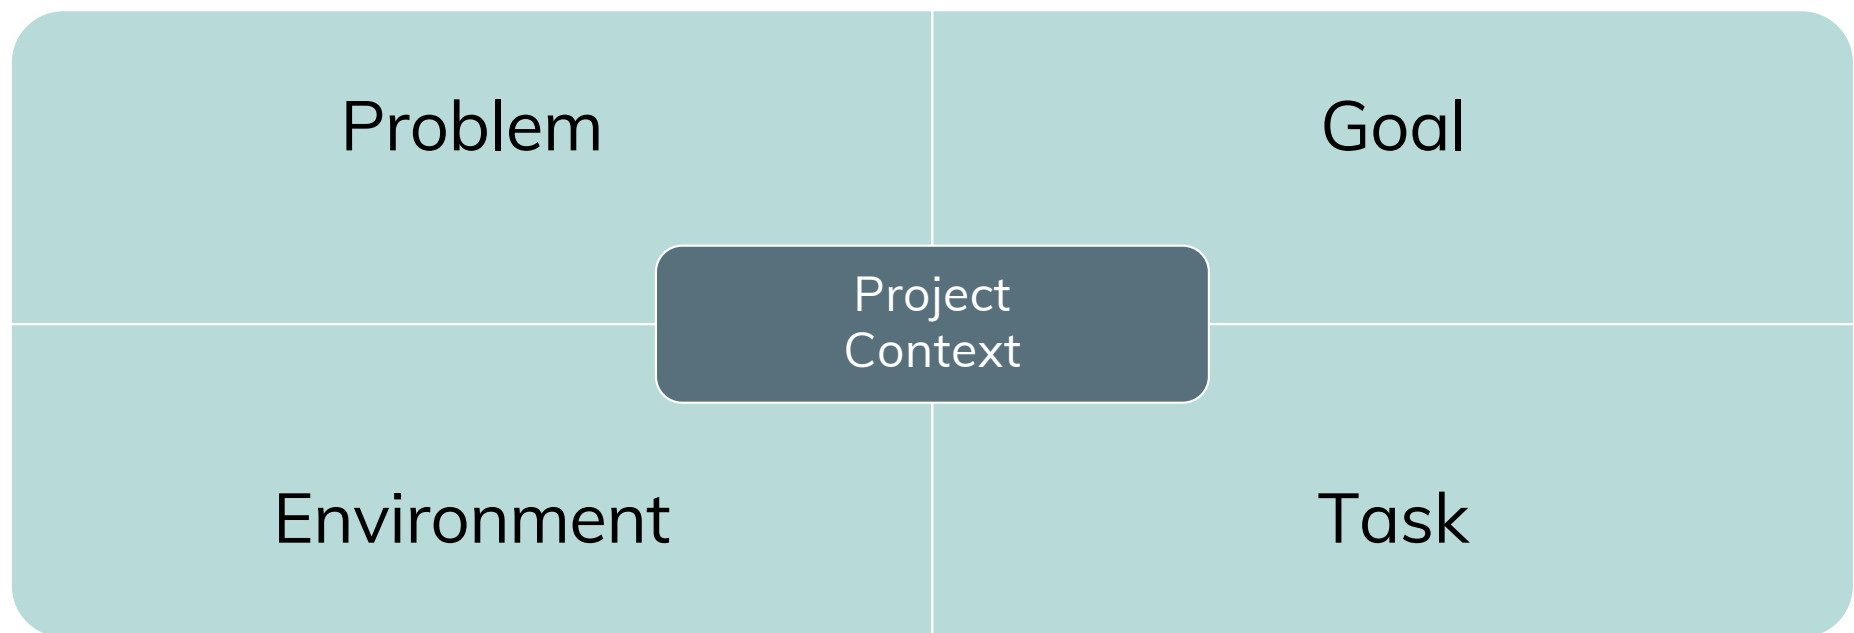 Problem
Goal
Project
Context
Environment
Task